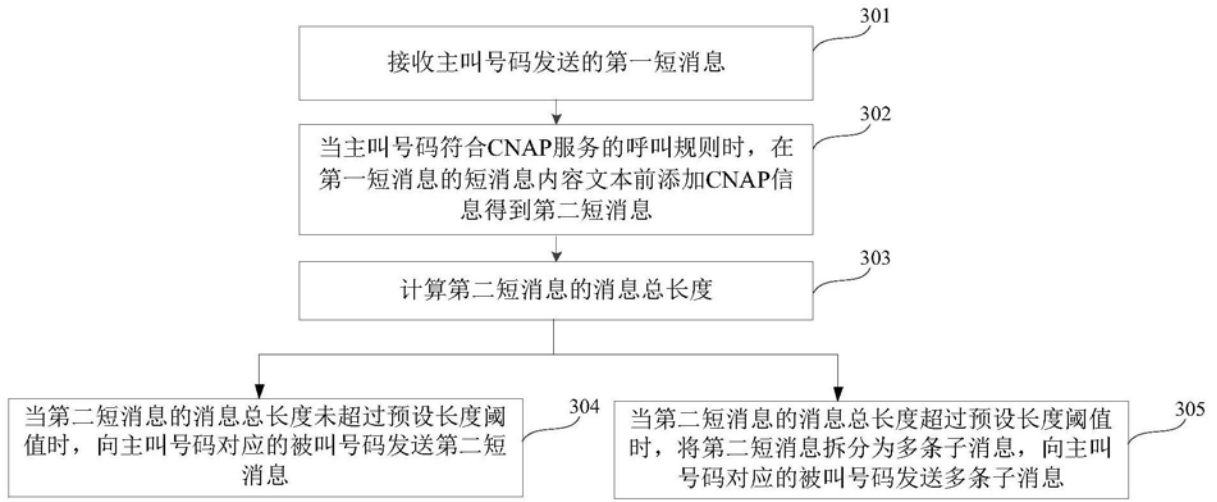 301
接收主叫号码发送的第一短消息
302
当主叫号码符合CNAP服务的呼叫规则时，在
第一短消息的短消息内容文本前添加CNAP信
息得到第二短消息
303
计算第二短消息的消息总长度
304
当第二短消息的消息总长度未超过预设长度阈
值时，向主叫号码对应的被叫号码发送第二短
消息
305
当第二短消息的消息总长度超过预设长度阈值
时，将第二短消息拆分为多条子消息，向主叫
号码对应的被叫号码发送多条子消息